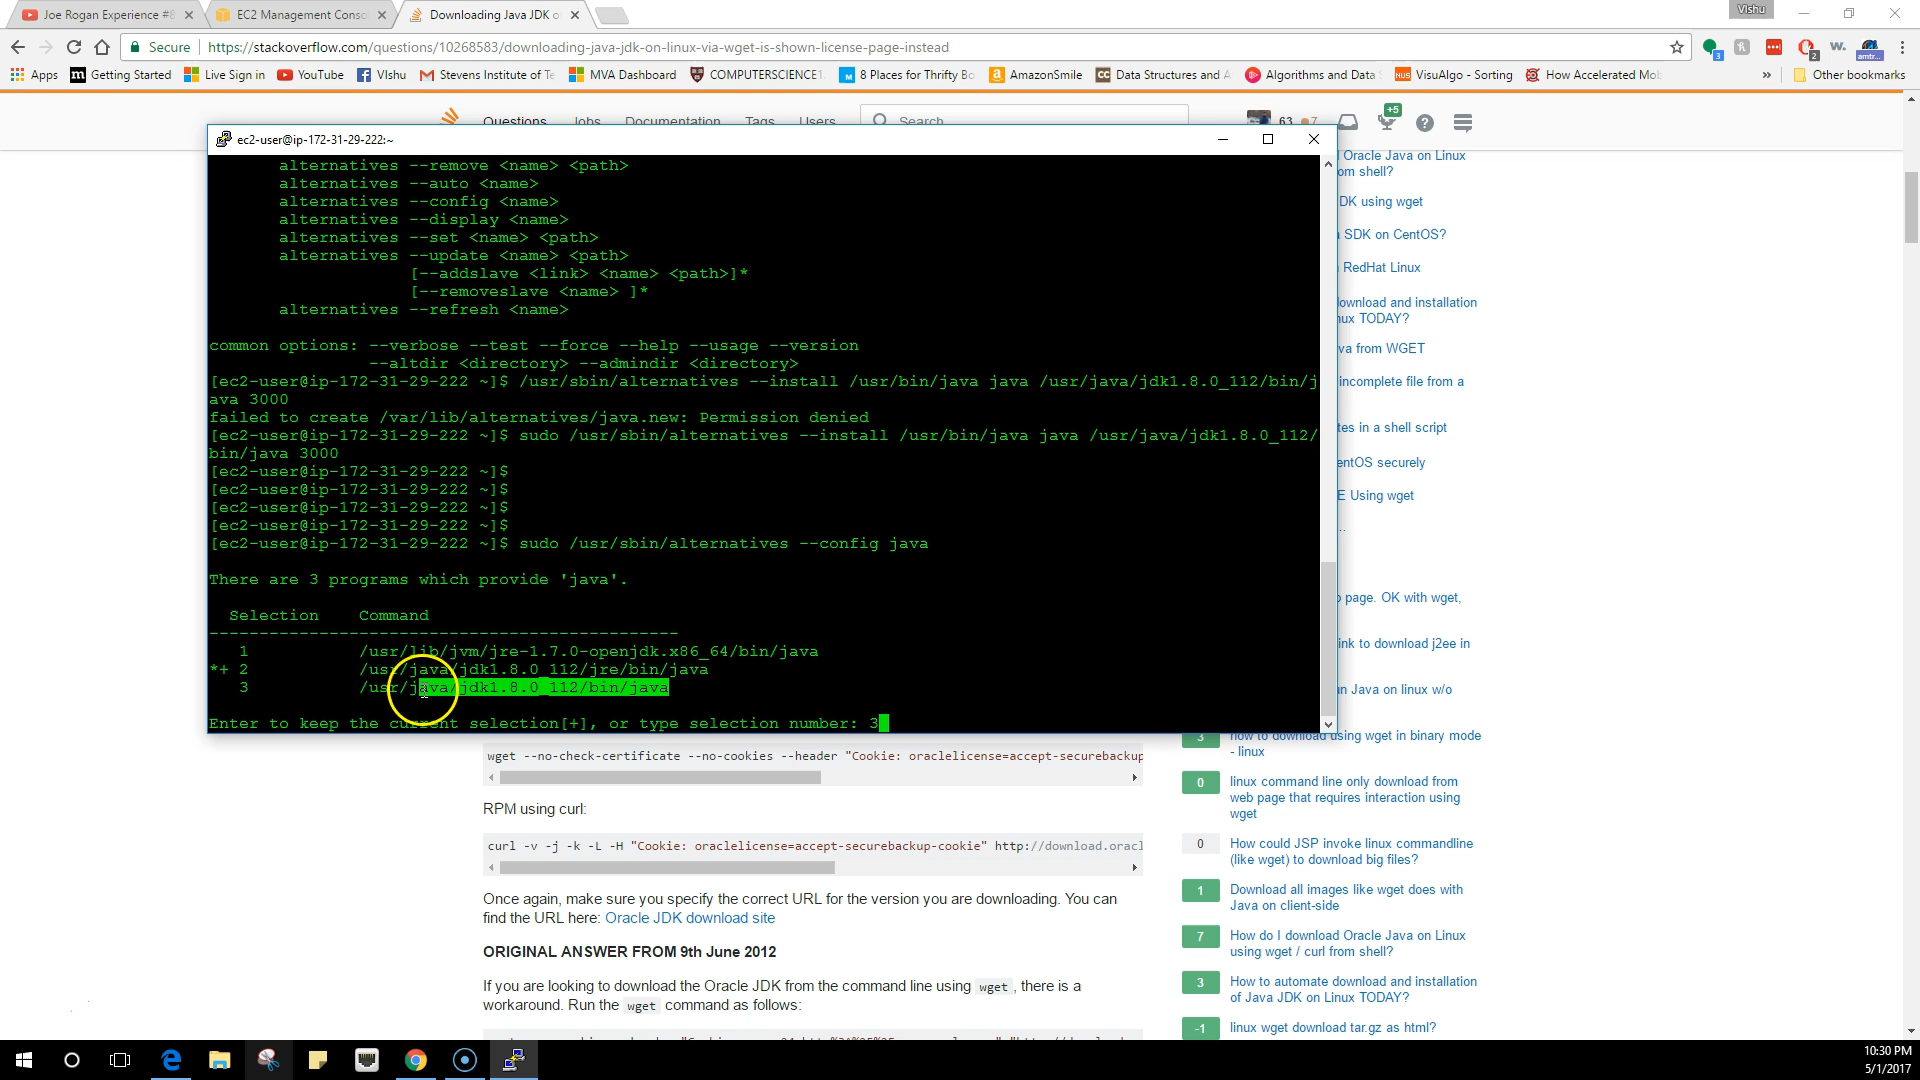 Joe Rogan Experience #8
EC2 Management Conso
Downloading Java JDK o
Vishu
Secure
https://stackoverflow.com/questions/10268583/downloading-java-jdk-on-linux-via-wget-is-shown-license-page-instead
3
2
w.
amtr...
Apps
Getting Started
Live Sign in
YouTube
Vishu
Stevens Institute of Te
MVA Dashboard
COMPUTERSCIENCE1
8 Places for Thrifty Bo
AmazonSmile
Data Structures and A
Algorithms and Data
VisuAlgo - Sorting
How Accelerated Mob
»
Other bookmarks
Questions
Jobs
Documentation
Tags
Users
Search
63
7
+5
ec2-user@ip-172-31-29-222:~
alternatives --remove <name> <path>
alternatives --auto <name>
alternatives --config <name>
alternatives --display <name>
alternatives --set <name> <path>
alternatives --update <name> <path>
[--addslave <link> <name> <path>]*
[--removeslave <name> ]*
alternatives --refresh <name>
common options: --verbose --test --force --help --usage --version
--altdir <directory> --admindir <directory>
[ec2-user@ip-172-31-29-222 ~]$ /usr/sbin/alternatives --install /usr/bin/java java /usr/java/jdk1.8.0_112/bin/j
ava 3000
failed to create /var/lib/alternatives/java.new: Permission denied
[ec2-user@ip-172-31-29-222 ~]$ sudo /usr/sbin/alternatives --install /usr/bin/java java /usr/java/jdk1.8.0_112/
bin/java 3000
[ec2-user@ip-172-31-29-222 ~]$
[ec2-user@ip-172-31-29-222 ~]$
[ec2-user@ip-172-31-29-222 ~]$
[ec2-user@ip-172-31-29-222 ~]$
[ec2-user@ip-172-31-29-222 ~]$ sudo /usr/sbin/alternatives --config java
There are 3 programs which provide 'java'.
Selection    Command
-----------------------------------------------
1           /usr/lib/jvm/jre-1.7.0-openjdk.x86_64/bin/java
*+ 2           /usr/java/jdk1.8.0_112/jre/bin/java
3           /usr/java/jdk1.8.0_112/bin/java
Enter to keep the current selection[+], or type selection number: 3
Oracle Java on Linux
om shell?
DK using wget
SDK on CentOS?
RedHat Linux
ownload and installation
nux TODAY?
va from WGET
incomplete file from a
tes in a shell script
entOS securely
E Using wget
..
page. OK with wget,
ink to download j2ee in
un Java on linux w/o
3
how to download using wget in binary mode
- linux
0
linux command line only download from
web page that requires interaction using
wget
0
How could JSP invoke linux commandline
(like wget) to download big files?
1
Download all images like wget does with
Java on client-side
7
How do I download Oracle Java on Linux
using wget / curl from shell?
3
How to automate download and installation
of Java JDK on Linux TODAY?
-1
linux wget download tar.gz as html?
wget --no-check-certificate --no-cookies --header "Cookie: oraclelicense=accept-securebackup
RPM using curl:
curl -v -j -k -L -H "Cookie: oraclelicense=accept-securebackup-cookie" http://download.oracl
Once again, make sure you specify the correct URL for the version you are downloading. You can
find the URL here: Oracle JDK download site
ORIGINAL ANSWER FROM 9th June 2012
If you are looking to download the Oracle JDK from the command line using wget, there is a
workaround. Run the wget command as follows:
10:30 PM
5/1/2017